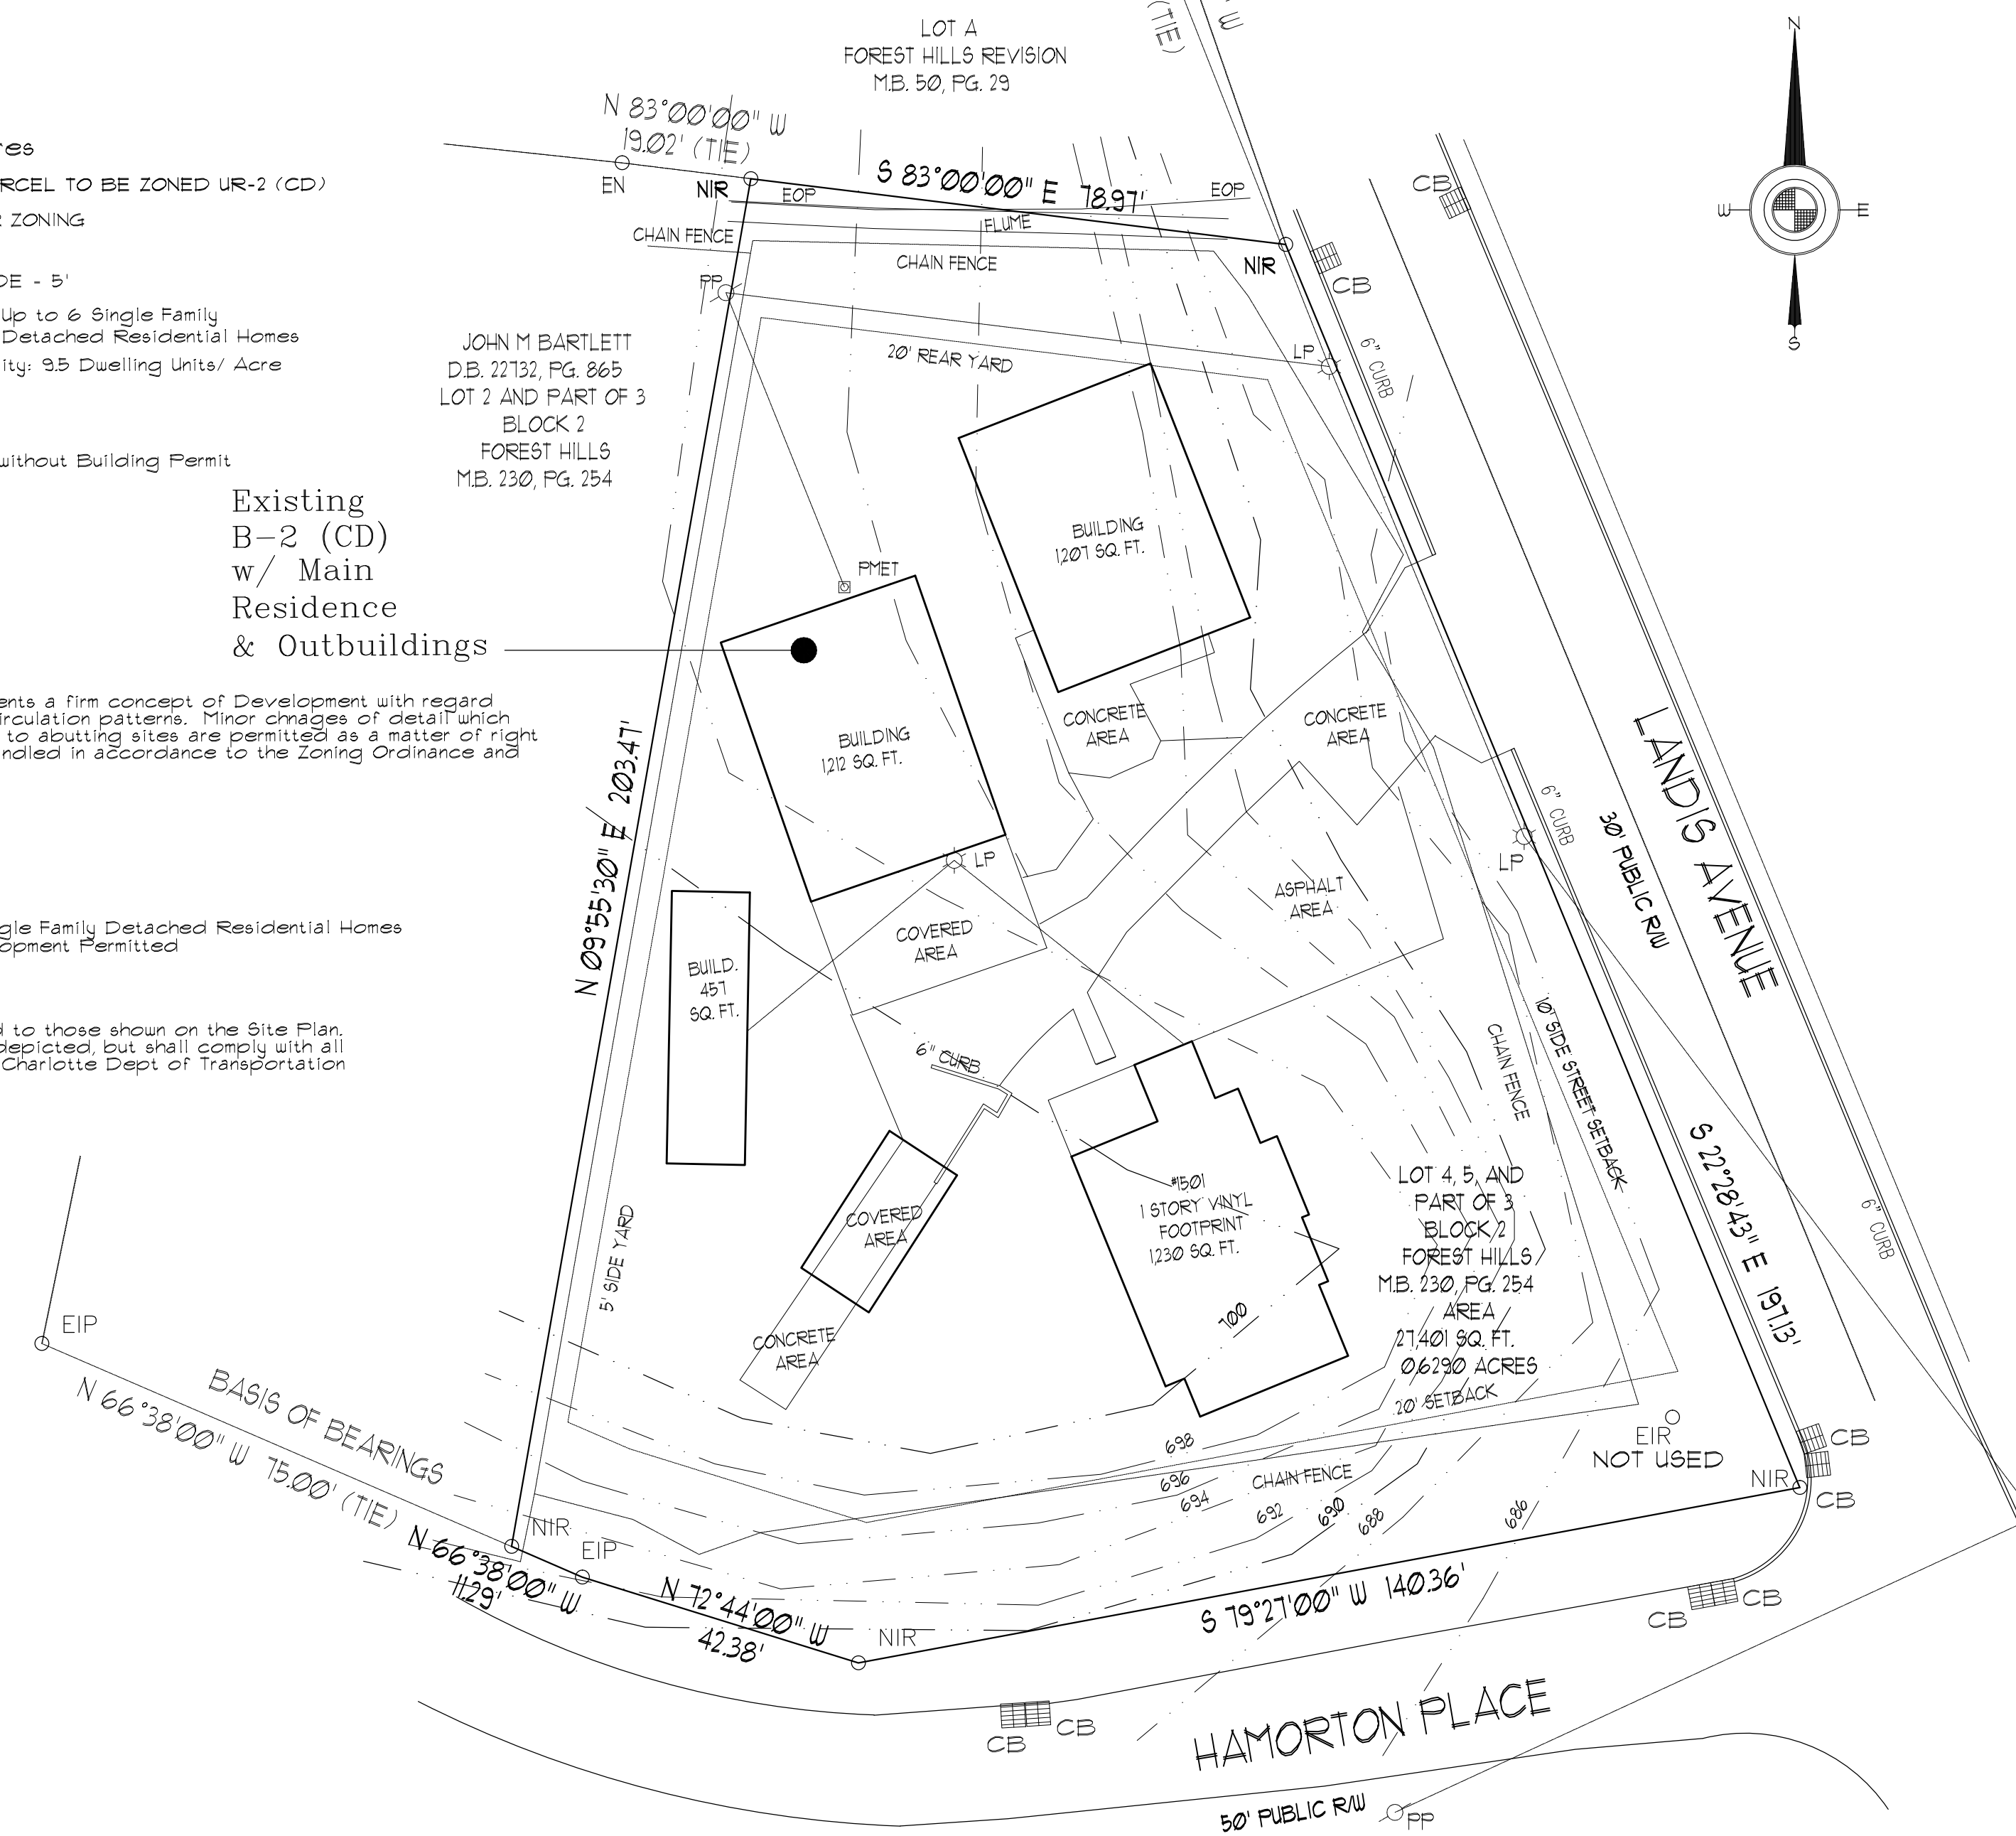 LOT A
FOREST HILLS REVISION
M.B. 50, PG. 29
(TIE)
W
N
W
E
S
N 83°00'00" W
19.02' (TIE)
EN
NIR
EOP
S 83°00'00" E 78.97'
EOP
FLUME
CHAIN FENCE
CHAIN FENCE
NIR
CB
CB
PP
LP
6" CURB
20' REAR YARD
RCEL TO BE ZONED UR-2 (CD)
ZONING
DE - 5'
Up to 6 Single Family
Detached Residential Homes
ity: 9.5 Dwelling Units/ Acre
without Building Permit
JOHN M BARTLETT
D.B. 22732, PG. 865
LOT 2 AND PART OF 3
BLOCK 2
FOREST HILLS
M.B. 230, PG. 254
Existing
B-2 (CD)
w/ Main
Residence
& Outbuildings
BUILDING
1,207 SQ. FT.
PMET
BUILDING
1,212 SQ. FT.
CONCRETE
AREA
CONCRETE
AREA
ents a firm concept of Development with regard
irculation patterns. Minor chnages of detail which
to abutting sites are permitted as a matter of right
ndled in accordance to the Zoning Ordinance and
N 09°55'30" E 203.47'
LANDIS AVENUE
30' PUBLIC R/W
6" CURB
LP
LP
ASPHALT
AREA
COVERED
AREA
BUILD.
457
SQ. FT.
gle Family Detached Residential Homes
opment Permitted
d to those shown on the Site Plan.
depicted, but shall comply with all
Charlotte Dept of Transportation
6" CURB
CHAIN FENCE
10' SIDE STREET SETBACK
S 22°28'43" E 197.13'
6" CURB
#1501
1 STORY VINYL
FOOTPRINT
1,230 SQ. FT.
LOT 4, 5, AND
PART OF 3
BLOCK 2
FOREST HILLS
M.B. 230, PG. 254
AREA
27,401 SQ. FT.
0.6290 ACRES
20' SETBACK
COVERED
AREA
5' SIDE YARD
700
CONCRETE
AREA
EIP
BASIS OF BEARINGS
N 66°38'00" W 75.00' (TIE)
698
696
694
CHAIN FENCE
692
690
688
686
EIR
NOT USED
NIR
CB
CB
NIR
EIP
N 66°38'00" W
11.29'
N 72°44'00" W
42.38'
NIR
S 79°27'00" W 140.36'
CB
CB
CB
CB
HAMORTON PLACE
50' PUBLIC R/W
PP